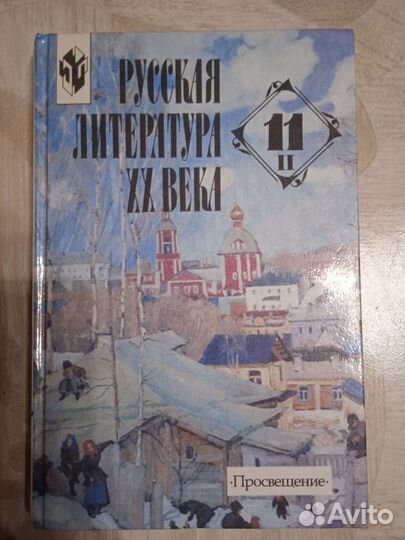 РУССКАЯ
ЛИТЕРАТУРА
XX ВЕКА
11
II
·Просвещение·
Avito